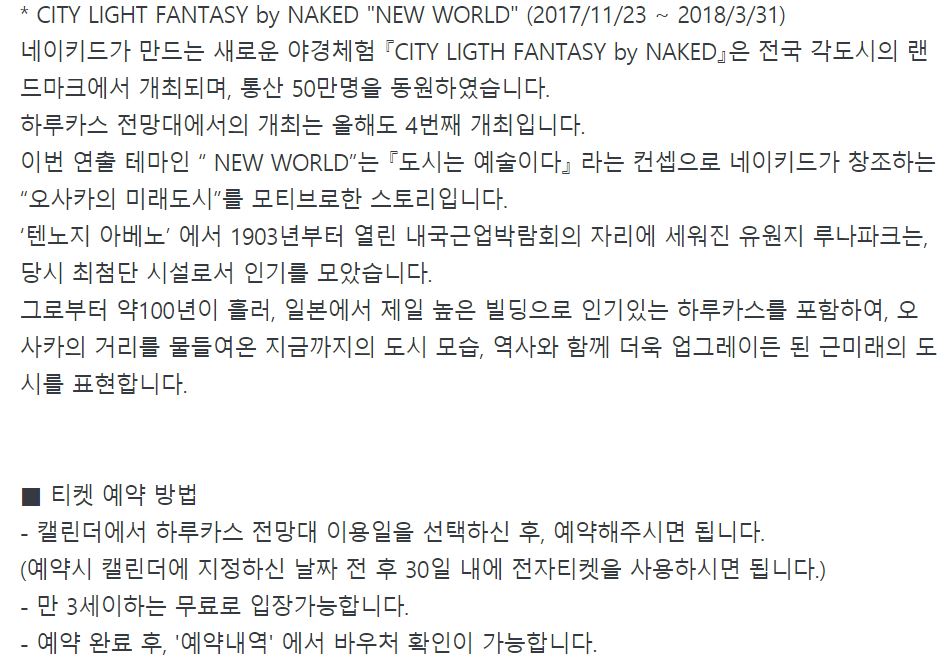 * CITY LIGHT FANTASY by NAKED "NEW WORLD" (2017/11/23 ~ 2018/3/31)
네이키드가 만드는 새로운 야경체험 『CITY LIGTH FANTASY by NAKED』은 전국 각도시의 랜
드마크에서 개최되며, 통산 50만명을 동원하였습니다.
하루카스 전망대에서의 개최는 올해도 4번째 개최입니다.
이번 연출 테마인 “ NEW WORLD”는 『도시는 예술이다』 라는 컨셉으로 네이키드가 창조하는
“오사카의 미래도시”를 모티브로한 스토리입니다.
‘텐노지 아베노’ 에서 1903년부터 열린 내국근업박람회의 자리에 세워진 유원지 루나파크는,
당시 최첨단 시설로서 인기를 모았습니다.
그로부터 약100년이 흘러, 일본에서 제일 높은 빌딩으로 인기있는 하루카스를 포함하여, 오
사카의 거리를 물들여온 지금까지의 도시 모습, 역사와 함께 더욱 업그레이든 된 근미래의 도
시를 표현합니다.
■ 티켓 예약 방법
- 캘린더에서 하루카스 전망대 이용일을 선택하신 후, 예약해주시면 됩니다.
(예약시 캘린더에 지정하신 날짜 전 후 30일 내에 전자티켓을 사용하시면 됩니다.)
- 만 3세이하는 무료로 입장가능합니다.
- 예약 완료 후, '예약내역' 에서 바우처 확인이 가능합니다.